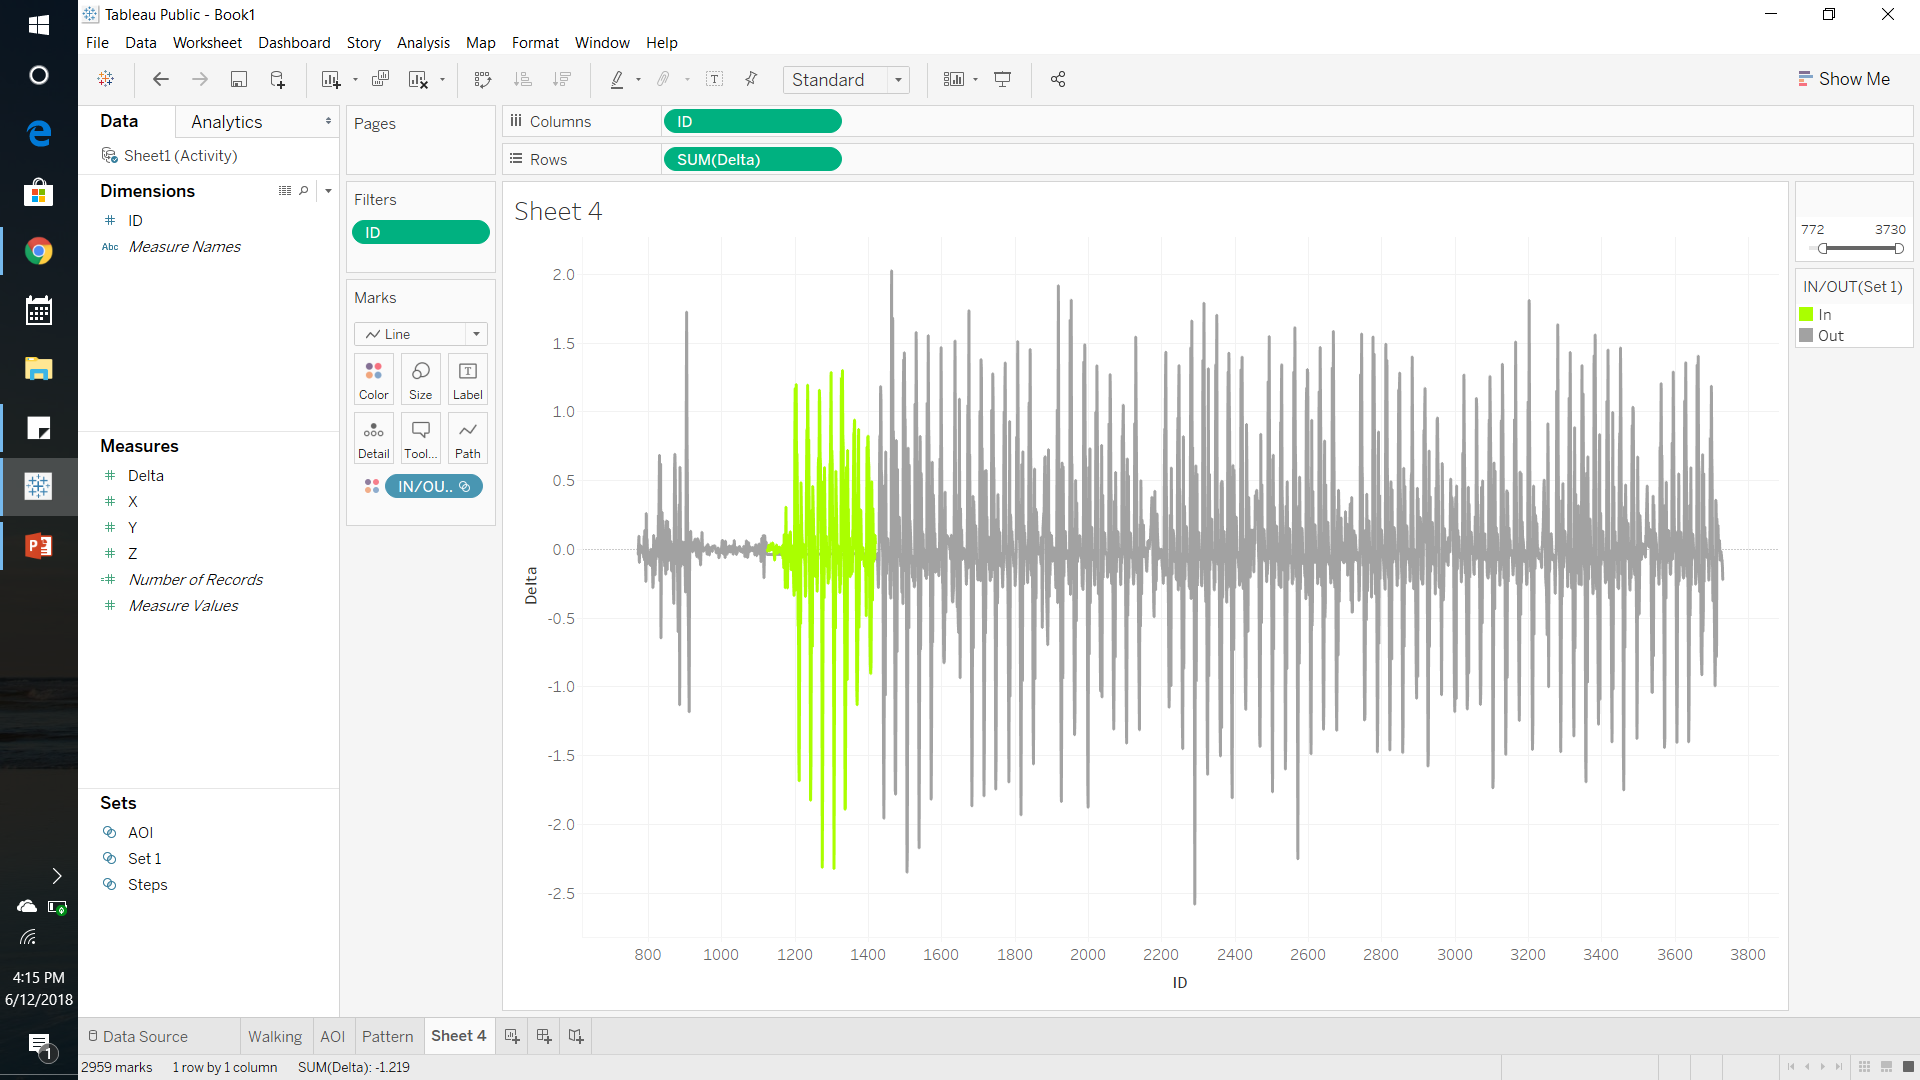 Tableau Public - Book1
File Data Worksheet Dashboard Story Analysis Map Format Window Help
Standard
Show Me
Data
Analytics
Sheet1 (Activity)
Dimensions
# ID
Abc Measure Names
Measures
# Delta
# X
# Y
# Z
=# Number of Records
# Measure Values
Sets
AOI
Set 1
Steps
Pages
Filters
ID
Marks
Line
Color Size Label
Detail Tool... Path
IN/OU..
Columns
ID
Rows
SUM(Delta)
Sheet 4
2.0
1.5
1.0
0.5
0.0
-0.5
-1.0
-1.5
-2.0
-2.5
Delta
800 1000 1200 1400 1600 1800 2000 2200 2400 2600 2800 3000 3200 3400 3600 3800
ID
772 3730
IN/OUT(Set 1)
In
Out
Data Source Walking AOI Pattern Sheet 4
2959 marks 1 row by 1 column SUM(Delta): -1.219
4:15 PM
6/12/2018
1